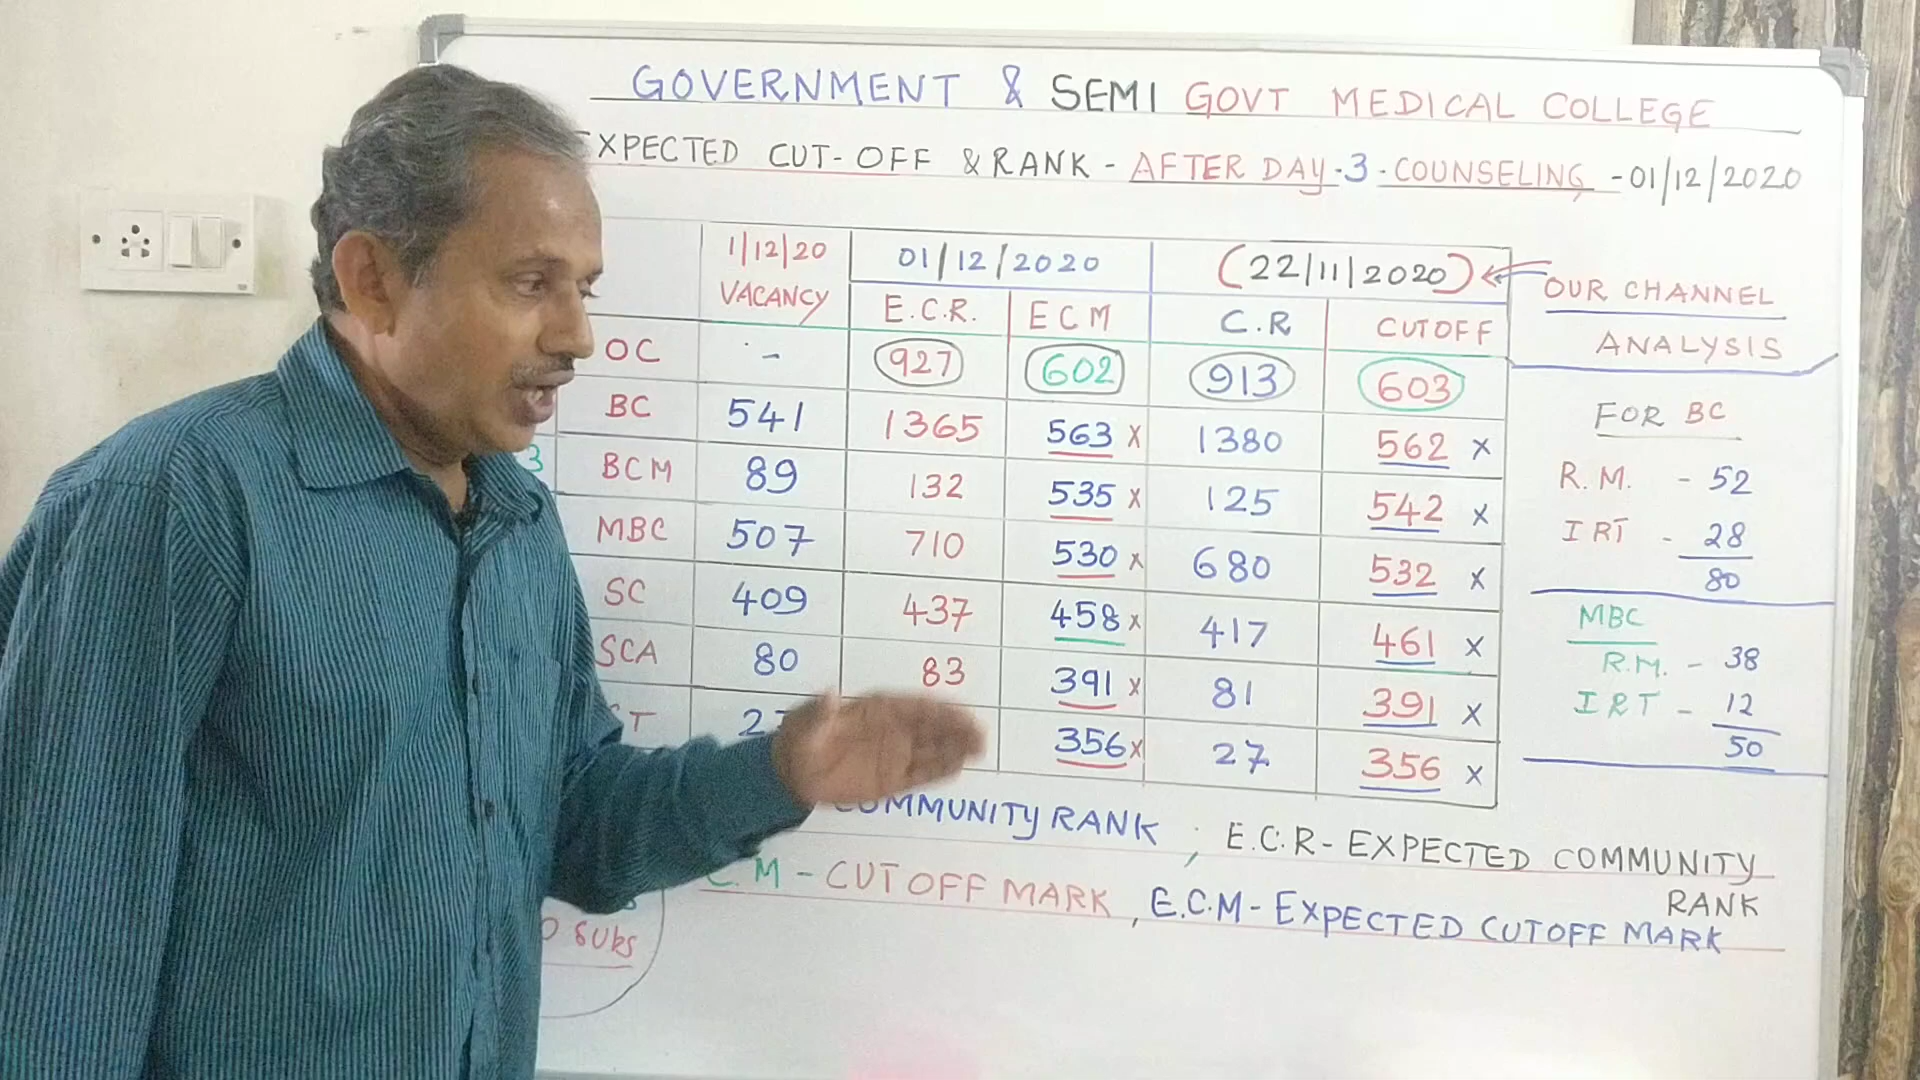 GOVERNMENT & SEMI GOVT MEDICAL COLLEGE
XPECTED CUT-OFF & RANK - AFTER DAY-3-COUNSELING, -01/12/2020
1/12/20 VACANCY 01/12/2020 (22/11/2020)
E.C.R. ECM C.R CUTOFF
OC - 927 602 913 603
BC 541 1365 563 X 1380 562 X
BCM 89 132 535 X 125 542 X
MBC 507 710 530 X 680 532 X
SC 409 437 458 X 417 461 X
SCA 80 83 391 X 81 391 X
T 2 356 X 27 356 X
OUR CHANNEL
ANALYSIS
FOR BC
R.M. - 52
IRT - 28
80
MBC
R.M. - 38
IRT - 12
50
COMMUNITY RANK ; E.C.R - EXPECTED COMMUNITY
RANK
C.M - CUTOFF MARK, E.C.M - EXPECTED CUTOFF MARK
3
SUBS